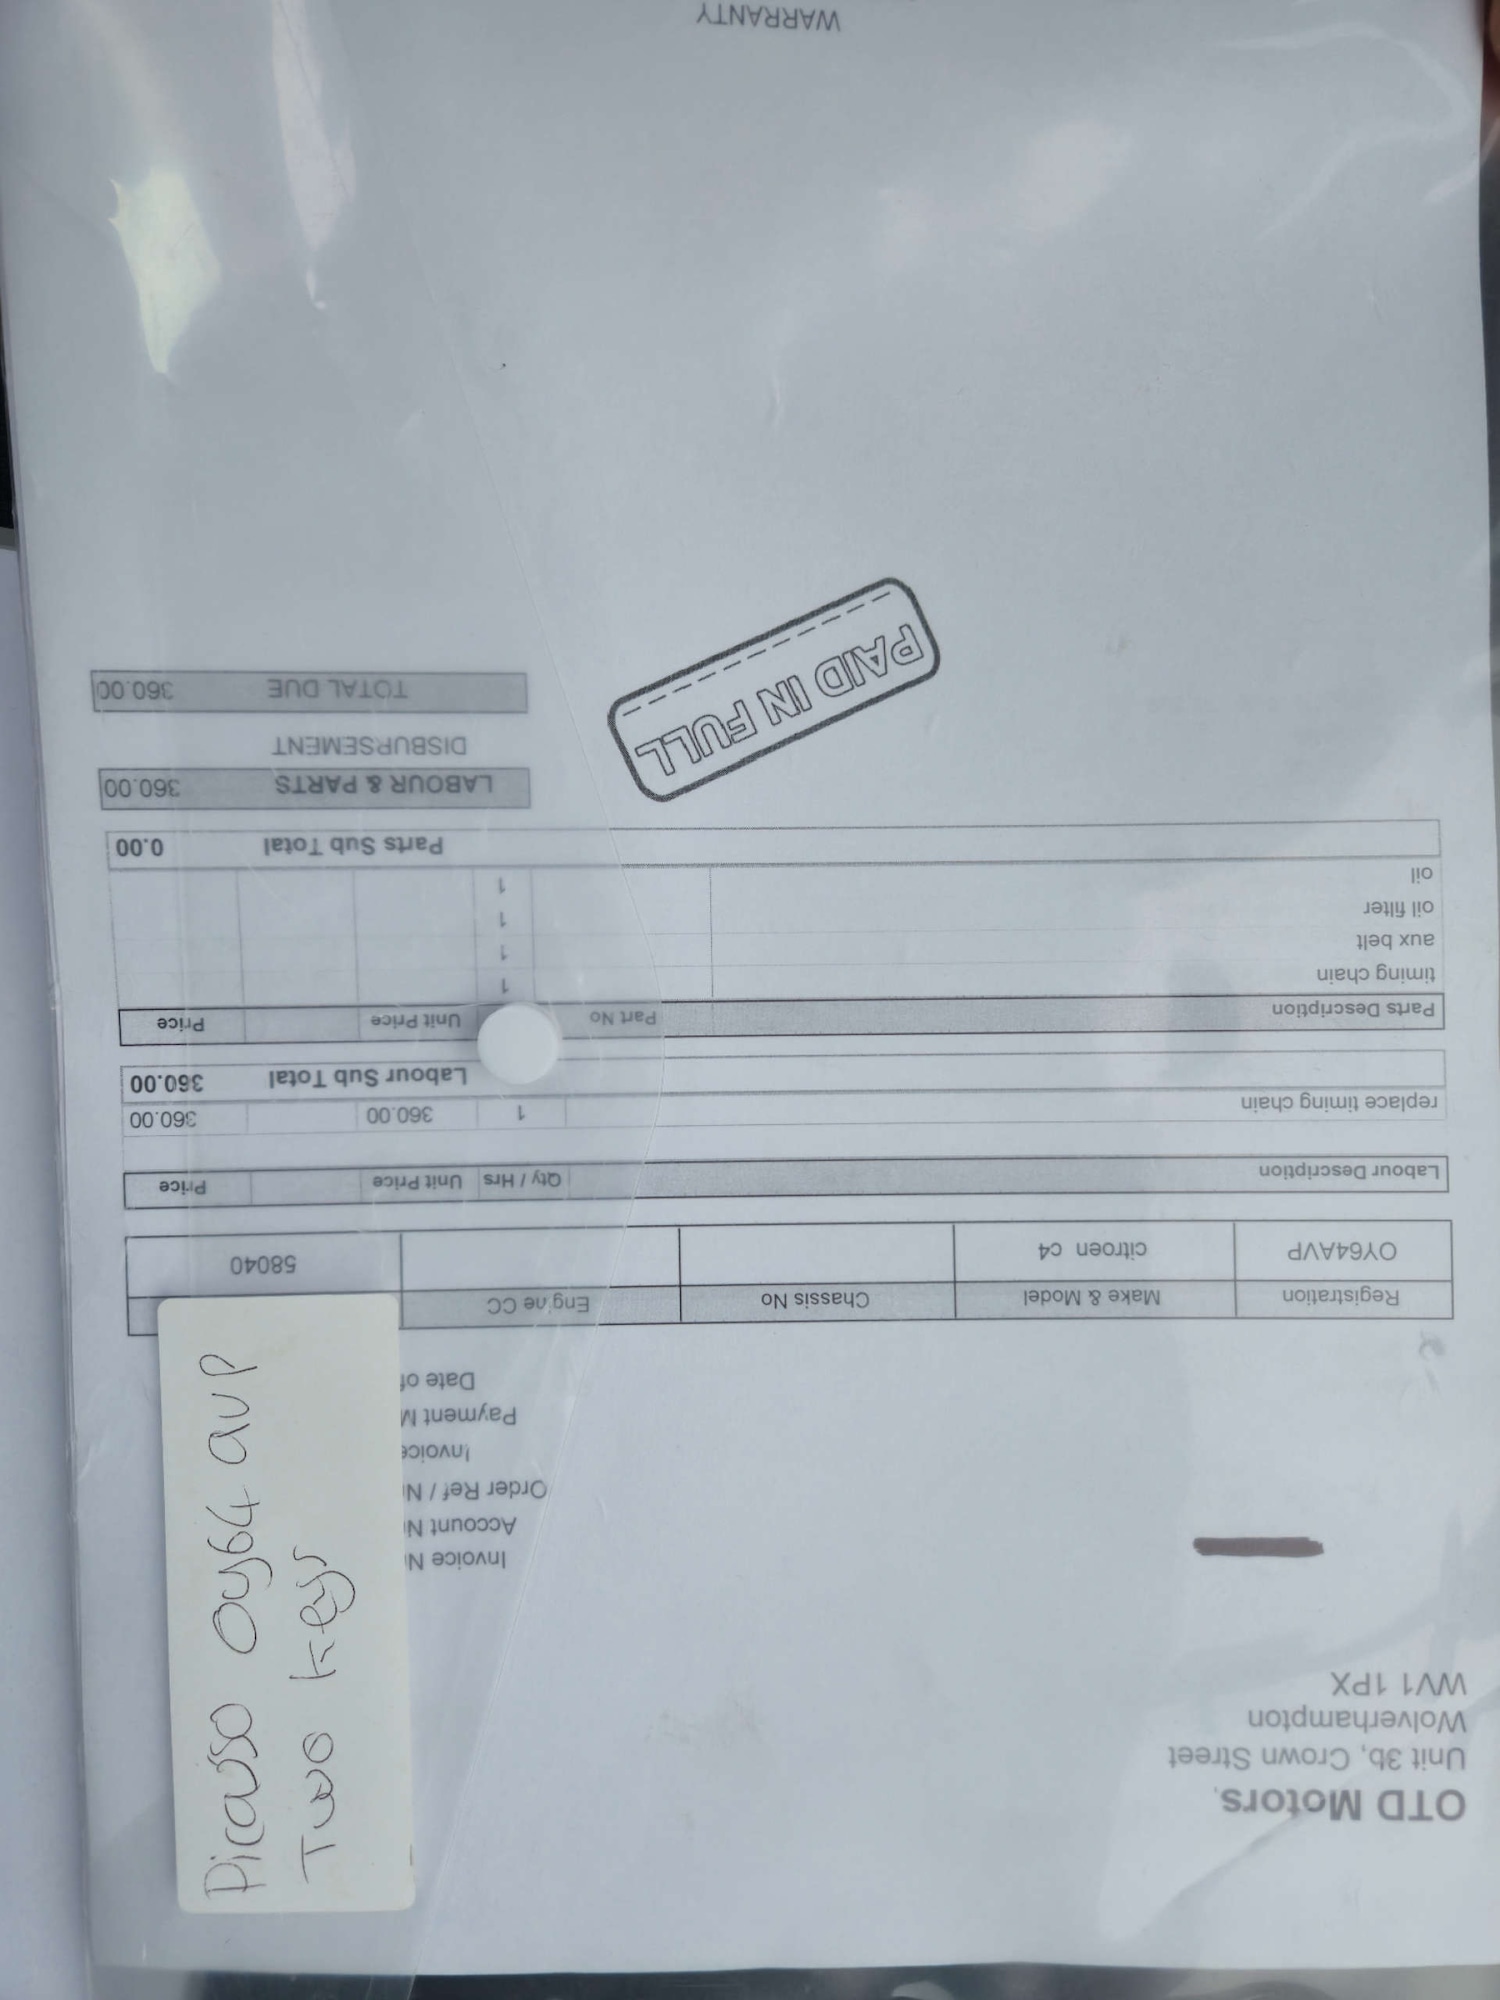 OTD Motors.
Unit 3b, Crown Street
Wolverhampton
WV1 1PX
Invoice N
Account N
Order Ref / N
Invoice
Payment M
Date of
Picasso Oy64 avp
Two keys
Registration Make & Model Chassis No Engine CC
OY64AVP citroen c4 58040
Labour Description Qty / Hrs Unit Price Price
replace timing chain 1 360.00 360.00
Labour Sub Total 360.00
Parts Description Part No Unit Price Price
timing chain 1
aux belt 1
oil filter 1
oil 1
Parts Sub Total 0.00
LABOUR & PARTS 360.00
DISBURSEMENT
TOTAL DUE 360.00
PAID IN FULL
WARRANTY